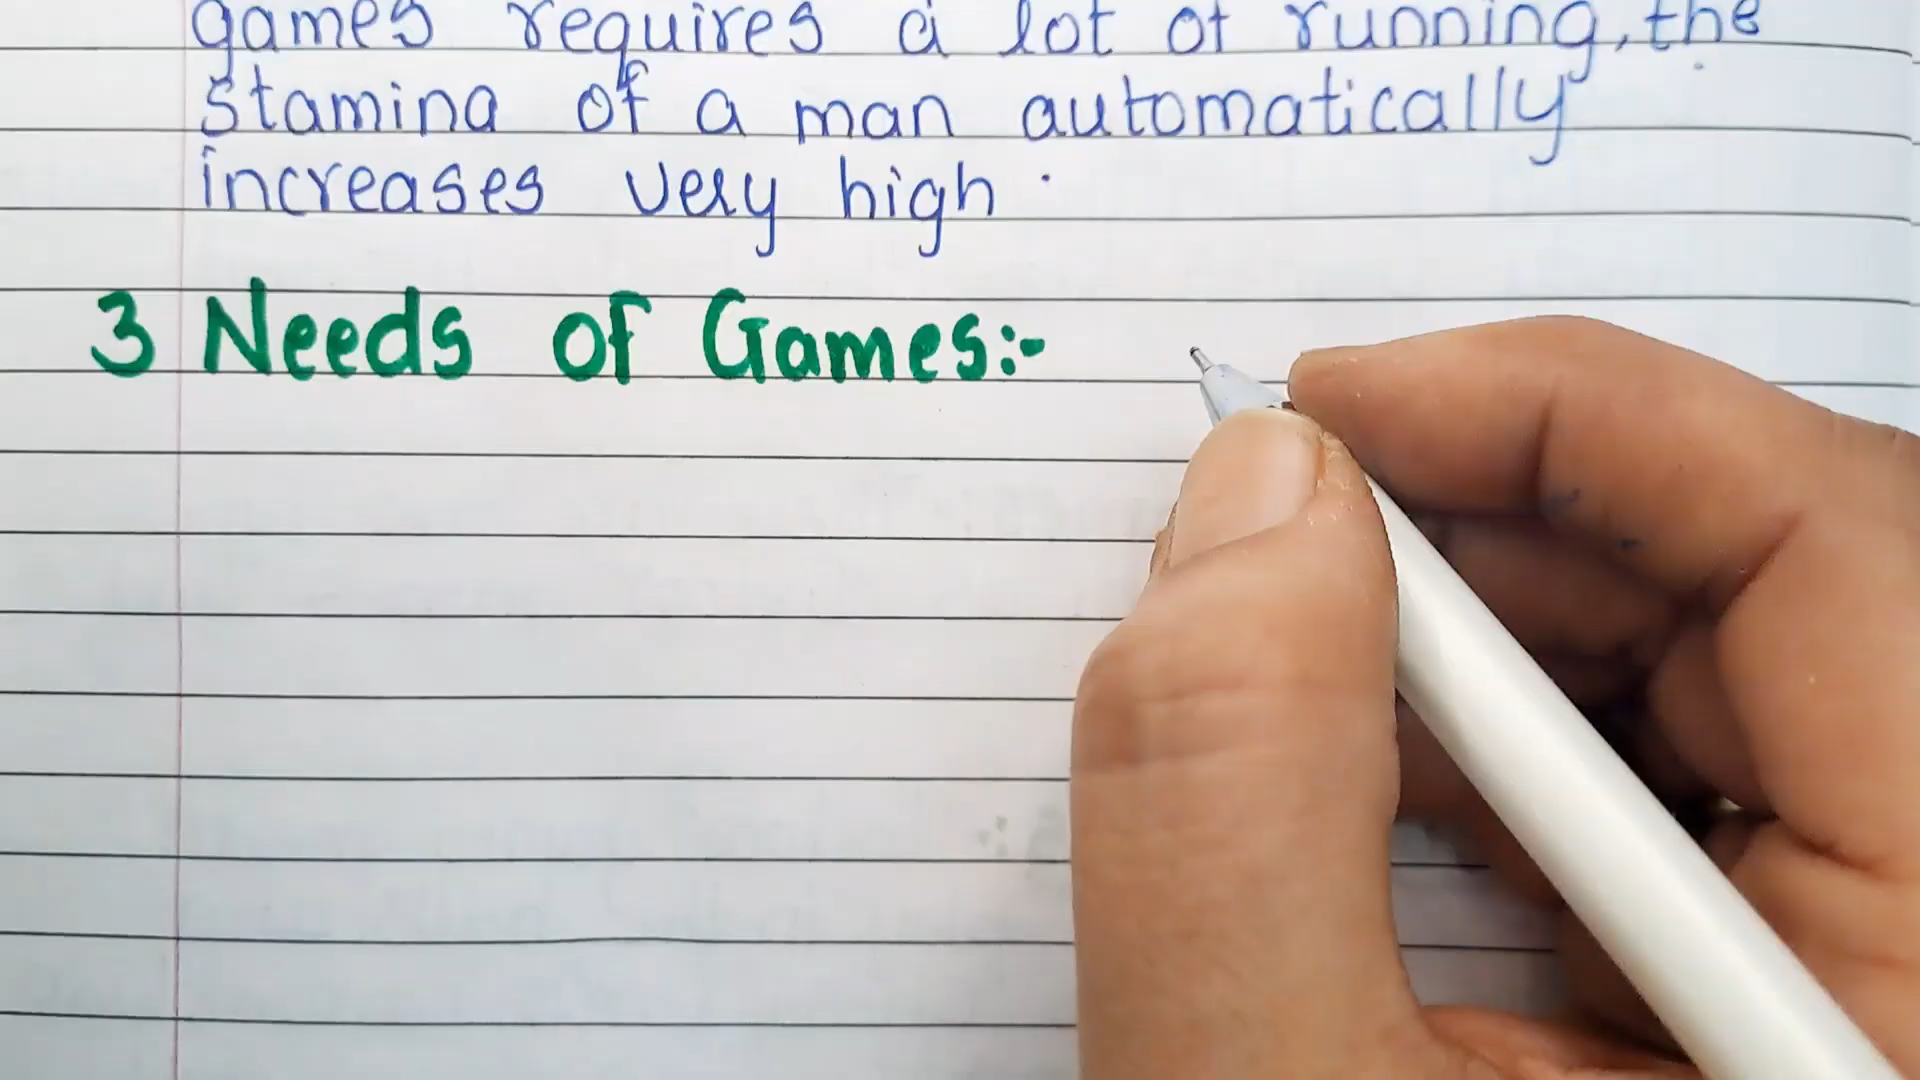 games requires a lot of running, the
stamina of a man automatically
increases very high.
3 Needs of Games:-